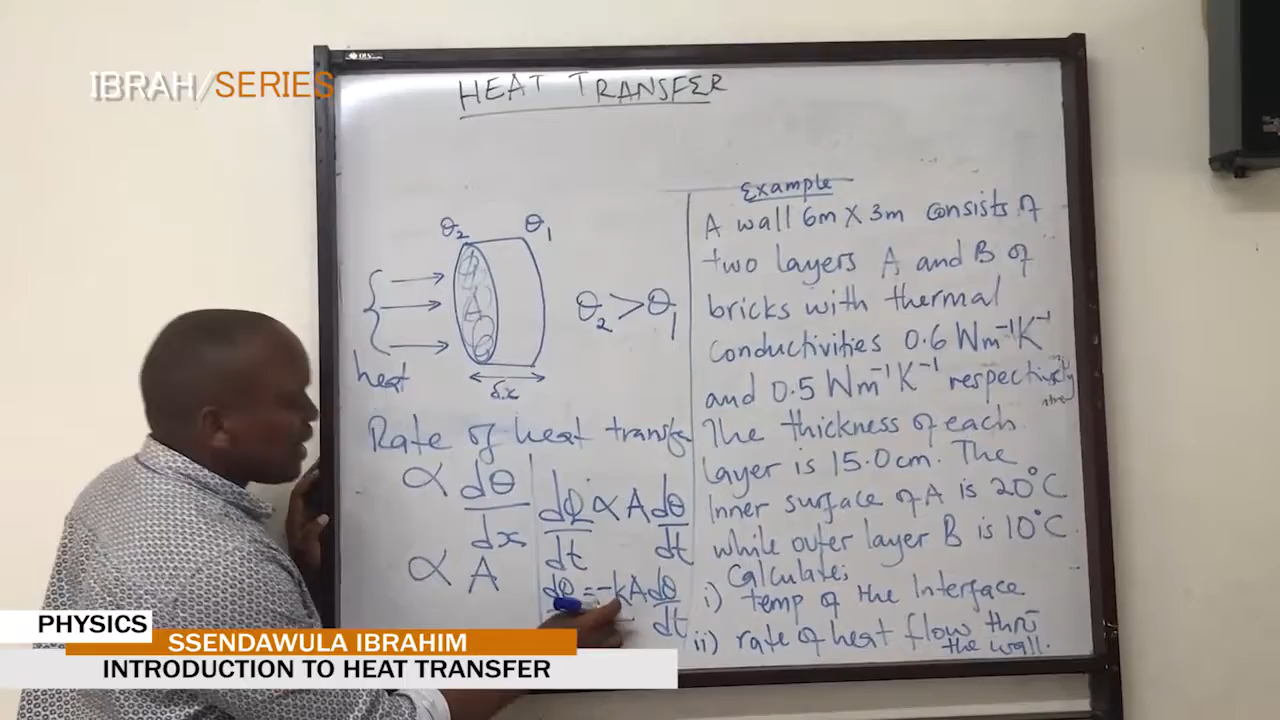 IBRAH/SERIES
HEAT TRANSFER
θ₂ θ₁
A
θ₂ > θ₁
heat
δx
Rate of heat transfer
∝ dθ/dx
∝ A
dQ/dt ∝ A dθ/dt
= -kA dθ/dt
Example
A wall 6m X 3m consists of
two layers A and B of
bricks with thermal
Conductivities 0.6 Wm⁻¹K⁻¹
and 0.5 Wm⁻¹K⁻¹ respectively
The thickness of each
layer is 15.0cm. The
Inner surface of A is 20°C
while outer layer B is 10°C.
Calculate;
i) temp of the Interface
ii) rate of heat flow thru
the wall.
PHYSICS
SSENDAWULA IBRAHIM
INTRODUCTION TO HEAT TRANSFER